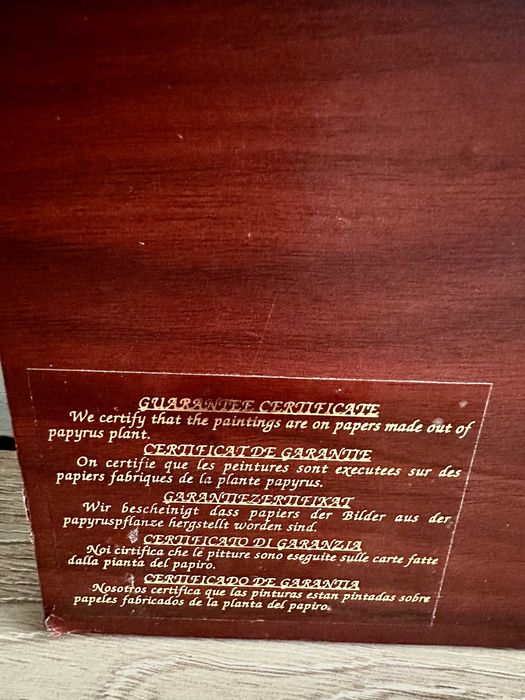 GUARANTEE CERTIFICATE
We certify that the paintings are on papers made out of
papyrus plant.
CERTIFICAT DE GARANTIE
On certifie que les peintures sont executees sur des
papiers fabriques de la plante papyrus.
GARANTIEZERTIFIKAT
Wir bescheinigt dass papiers der Bilder aus der
papyruspflanze hergstellt worden sind.
CERTIFICATO DI GARANZIA
Noi cirtifica che le pitture sono eseguite sulle carte fatte
dalla pianta del papiro.
CERTIFICADO DE GARANTIA
Nosotros certifica que las pinturas estan pintadas sobre
papeles fabricados de la planta del papiro.